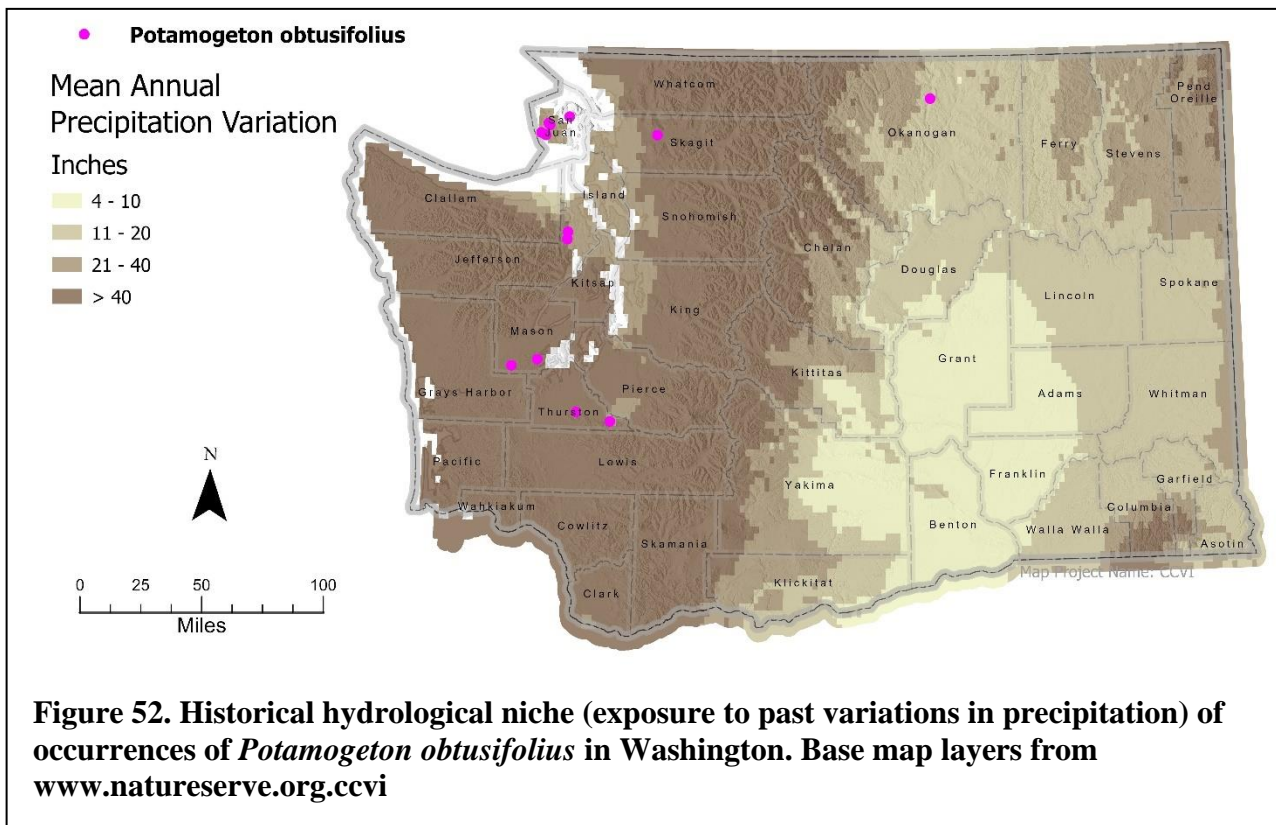 Potamogeton obtusifolius
Mean Annual
Precipitation Variation
Inches
4 - 10
11 - 20
21 - 40
> 40
Whatcom
Pend
Oreille
San
Juan
Skagit
Okanogan
Ferry
Stevens
Clallam
Island
Snohomish
Chelan
Jefferson
Kitsap
Douglas
Lincoln
Spokane
Mason
King
Grant
Kittitas
Grays Harbor
Pierce
Adams
Whitman
Thurston
N
Pacific
Lewis
Yakima
Franklin
Garfield
Wahkiakum
Columbia
Cowlitz
Skamania
Benton
Walla Walla
Asotin
Map Project Name: CCVI
Klickitat
Clark
0 25 50 100
Miles
Figure 52. Historical hydrological niche (exposure to past variations in precipitation) of
occurrences of Potamogeton obtusifolius in Washington. Base map layers from
www.natureserve.org.ccvi